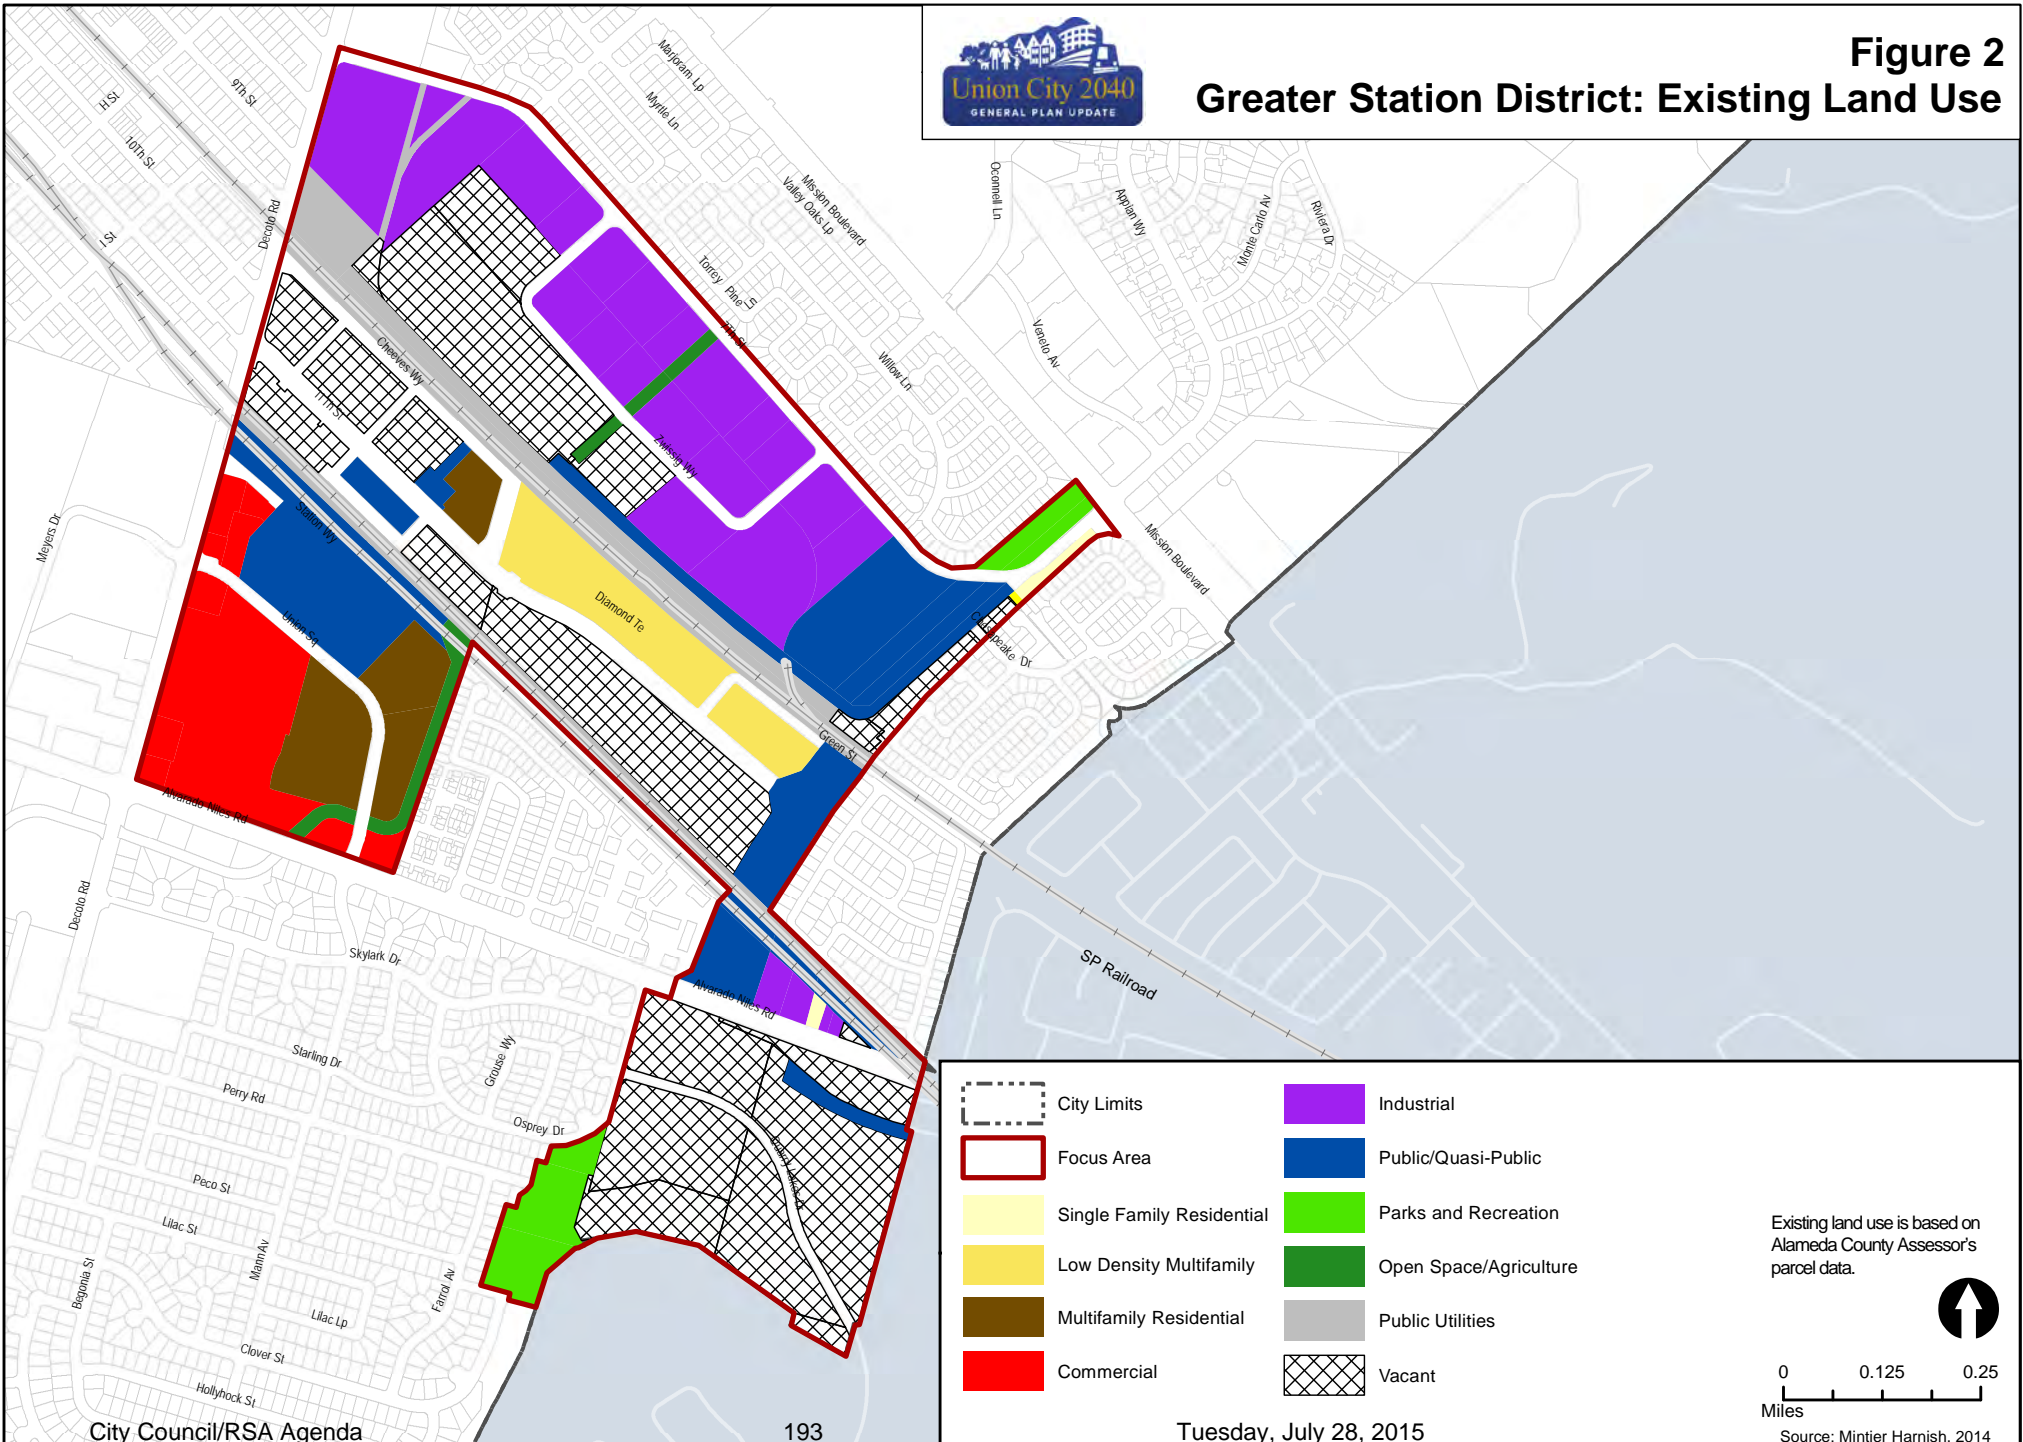 Figure 2
Greater Station District: Existing Land Use
Union City 2040
GENERAL PLAN UPDATE
Marjoram Lp
Myrtle Ln
9Th St
H St
10Th St
I St
Decoto Rd
Mission Boulevard
Valley Oaks Lp
Oconnell Ln
Appian Wy
Monte Carlo Av
Riviera Dr
Torrey Pine Ln
7Th St
Veneto Av
Willow Ln
Cheeves Wy
11Th St
Zwissig Wy
Meyers Dr
Station Wy
Mission Boulevard
Union Sq
Diamond Te
Chesapeake Dr
Green St
Alvarado Niles Rd
Decoto Rd
Skylark Dr
SP Railroad
Alvarado Niles Rd
Starling Dr
Grouse Wy
Perry Rd
Osprey Dr
Quarry Lakes Dr
Peco St
Lilac St
Mann Av
Begonia St
Farrol Av
Lilac Lp
Clover St
Hollyhock St
City Limits
Focus Area
Single Family Residential
Low Density Multifamily
Multifamily Residential
Commercial
Industrial
Public/Quasi-Public
Parks and Recreation
Open Space/Agriculture
Public Utilities
Vacant
Existing land use is based on
Alameda County Assessor's
parcel data.
0 0.125 0.25
Miles
Source: Mintier Harnish, 2014
City Council/RSA Agenda
193
Tuesday, July 28, 2015